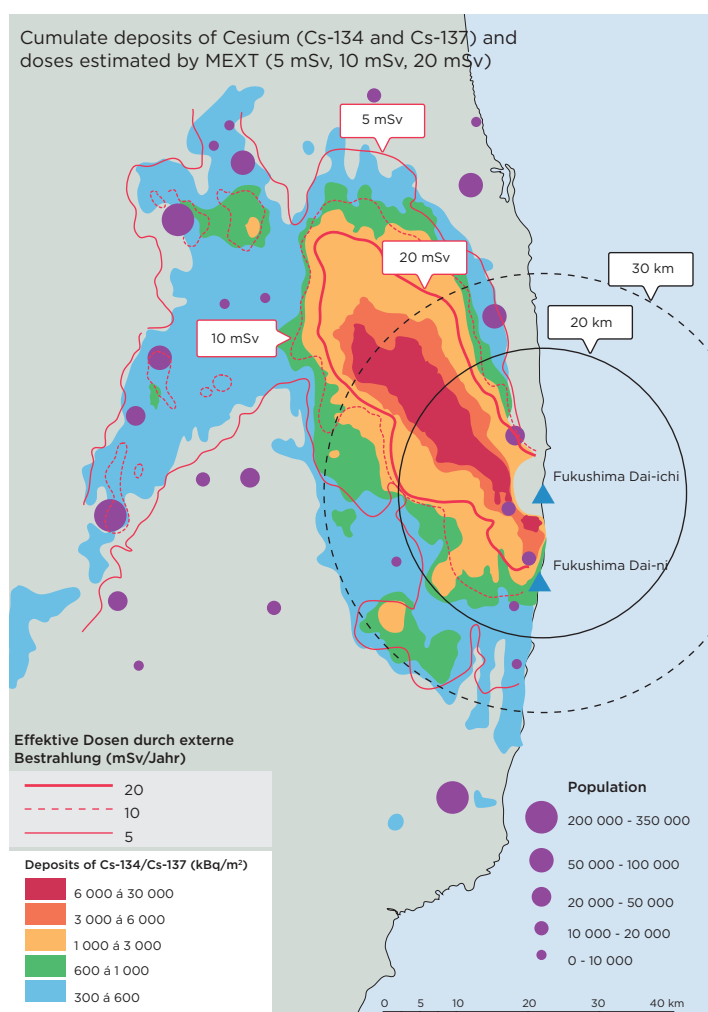 Cumulate deposits of Cesium (Cs-134 and Cs-137) and
doses estimated by MEXT (5 mSv, 10 mSv, 20 mSv)
5 mSv
20 mSv
30 km
20 km
10 mSv
Fukushima Dai-ichi
Fukushima Dai-ni
Effektive Dosen durch externe
Bestrahlung (mSv/Jahr)
20
10
5
Deposits of Cs-134/Cs-137 (kBq/m²)
6 000 á 30 000
3 000 á 6 000
1 000 á 3 000
600 á 1 000
300 á 600
Population
200 000 - 350 000
50 000 - 100 000
20 000 - 50 000
10 000 - 20 000
0 - 10 000
0 5 10 20 30 40 km